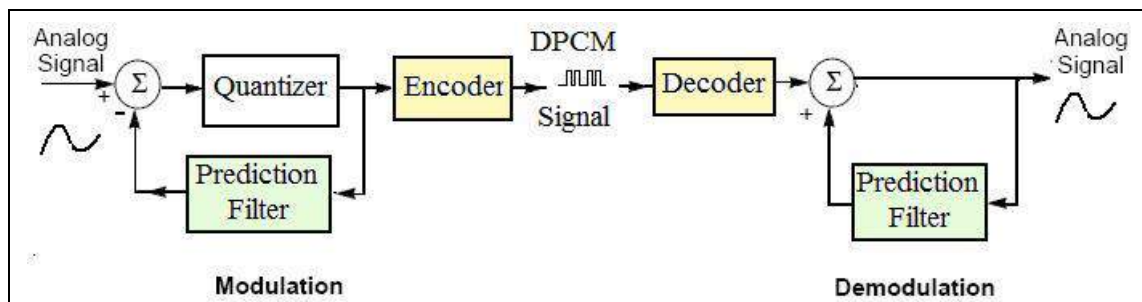 Analog
Signal
+
-
Σ
Quantizer
Encoder
DPCM
Signal
Decoder
+
Σ
Analog
Signal
Prediction
Filter
Prediction
Filter
Modulation
Demodulation